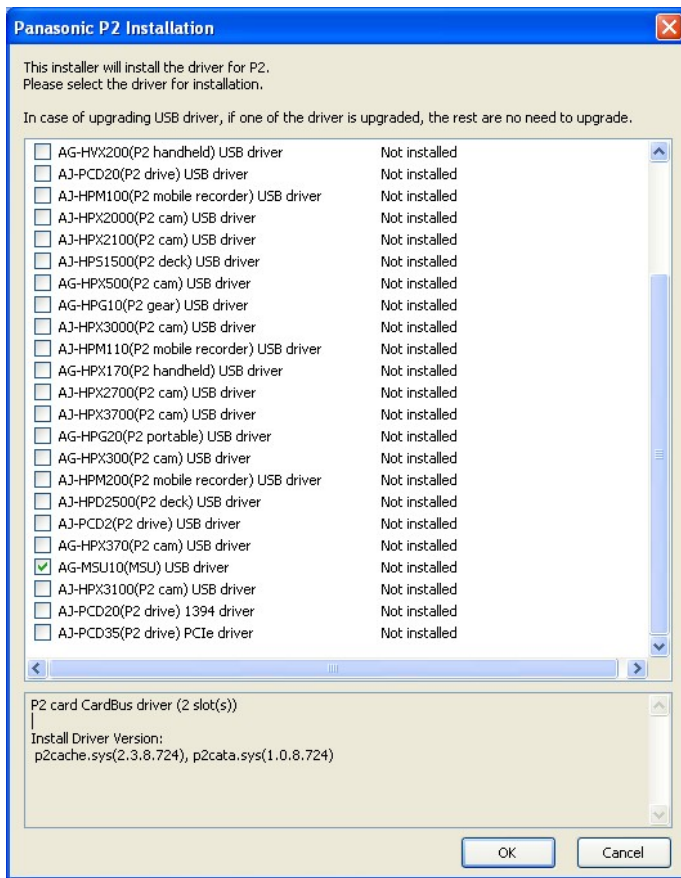 Panasonic P2 Installation
This installer will install the driver for P2.
Please select the driver for installation.
In case of upgrading USB driver, if one of the driver is upgraded, the rest are no need to upgrade.
AG-HVX200(P2 handheld) USB driver Not installed
AJ-PCD20(P2 drive) USB driver Not installed
AJ-HPM100(P2 mobile recorder) USB driver Not installed
AJ-HPX2000(P2 cam) USB driver Not installed
AJ-HPX2100(P2 cam) USB driver Not installed
AJ-HPS1500(P2 deck) USB driver Not installed
AG-HPX500(P2 cam) USB driver Not installed
AG-HPG10(P2 gear) USB driver Not installed
AJ-HPX3000(P2 cam) USB driver Not installed
AJ-HPM110(P2 mobile recorder) USB driver Not installed
AG-HPX170(P2 handheld) USB driver Not installed
AJ-HPX2700(P2 cam) USB driver Not installed
AJ-HPX3700(P2 cam) USB driver Not installed
AG-HPG20(P2 portable) USB driver Not installed
AG-HPX300(P2 cam) USB driver Not installed
AJ-HPM200(P2 mobile recorder) USB driver Not installed
AJ-HPD2500(P2 deck) USB driver Not installed
AJ-PCD2(P2 drive) USB driver Not installed
AG-HPX370(P2 cam) USB driver Not installed
AG-MSU10(MSU) USB driver Not installed
AJ-HPX3100(P2 cam) USB driver Not installed
AJ-PCD20(P2 drive) 1394 driver Not installed
AJ-PCD35(P2 drive) PCIe driver Not installed
P2 card CardBus driver (2 slot(s))
Install Driver Version:
p2cache.sys(2.3.8.724), p2cata.sys(1.0.8.724)
OK Cancel